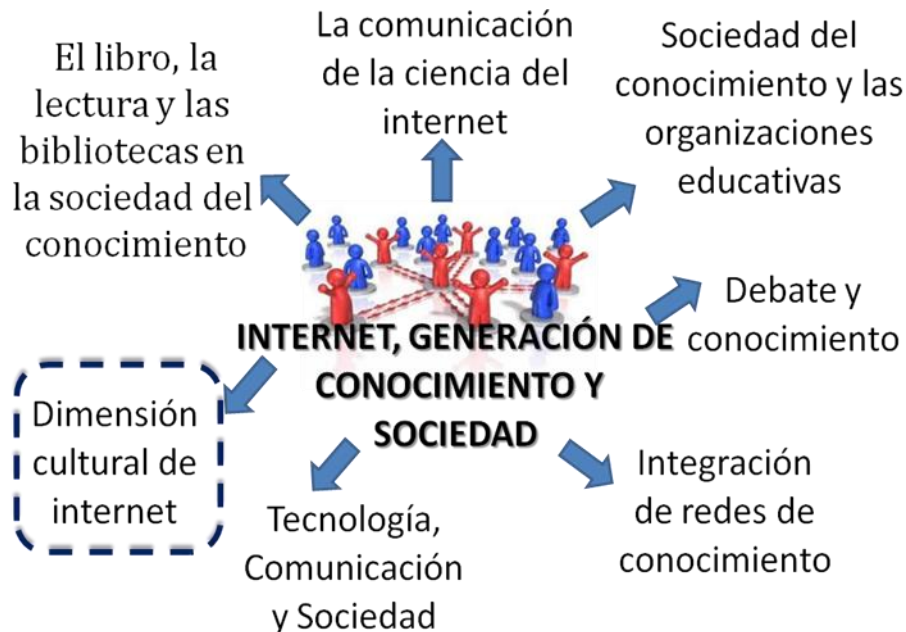 El libro, la
lectura y las
bibliotecas en
la sociedad del
conocimiento
La comunicación
de la ciencia del
internet
Sociedad del
conocimiento y las
organizaciones
educativas
Debate y
conocimiento
INTERNET, GENERACIÓN DE
CONOCIMIENTO Y
SOCIEDAD
Dimensión
cultural de
internet
Tecnología,
Comunicación
y Sociedad
Integración
de redes de
conocimiento